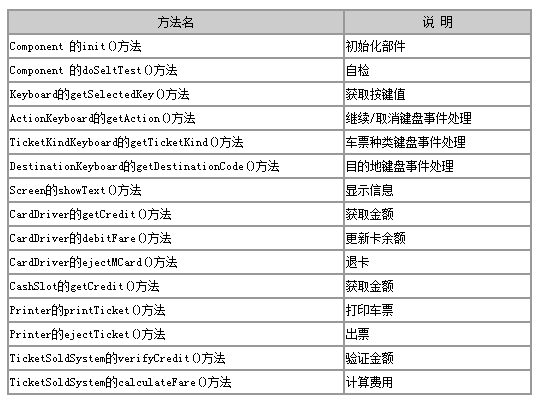 方法名 说 明
Component 的init()方法 初始化部件
Component 的doSeltTest()方法 自检
Keyboard的getSelectedKey()方法 获取按键值
ActionKeyboard的getAction()方法 继续/取消键盘事件处理
TicketKindKeyboard的getTicketKind()方法 车票种类键盘事件处理
DestinationKeyboard的getDestinationCode()方法 目的地键盘事件处理
Screen的showText()方法 显示信息
CardDriver的getCredit()方法 获取金额
CardDriver的debitFare()方法 更新卡余额
CardDriver的ejectMCard()方法 退卡
CashSlot的getCredit()方法 获取金额
Printer的printTicket()方法 打印车票
Printer的ejectTicket()方法 出票
TicketSoldSystem的verifyCredit()方法 验证金额
TicketSoldSystem的calculateFare()方法 计算费用